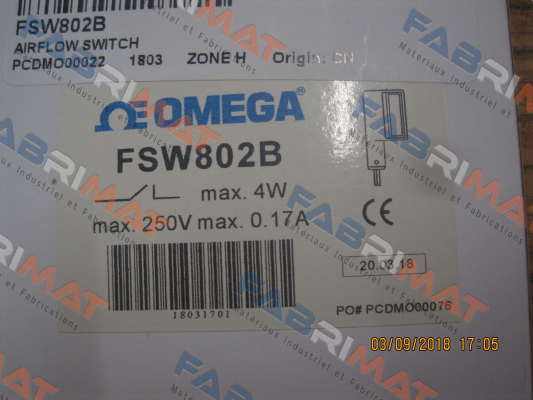 FSW802B
AIRFLOW SWITCH
PCDMO00022 1803 ZONE H Origin: CN
OMEGA
FSW802B
max. 4W
max. 250V max. 0.17A
CE
20.03.18
18031701
PO# PCDMO00076
03/09/2018 17:05
FABRIMAT
Materiaux Industriel et Fabrications